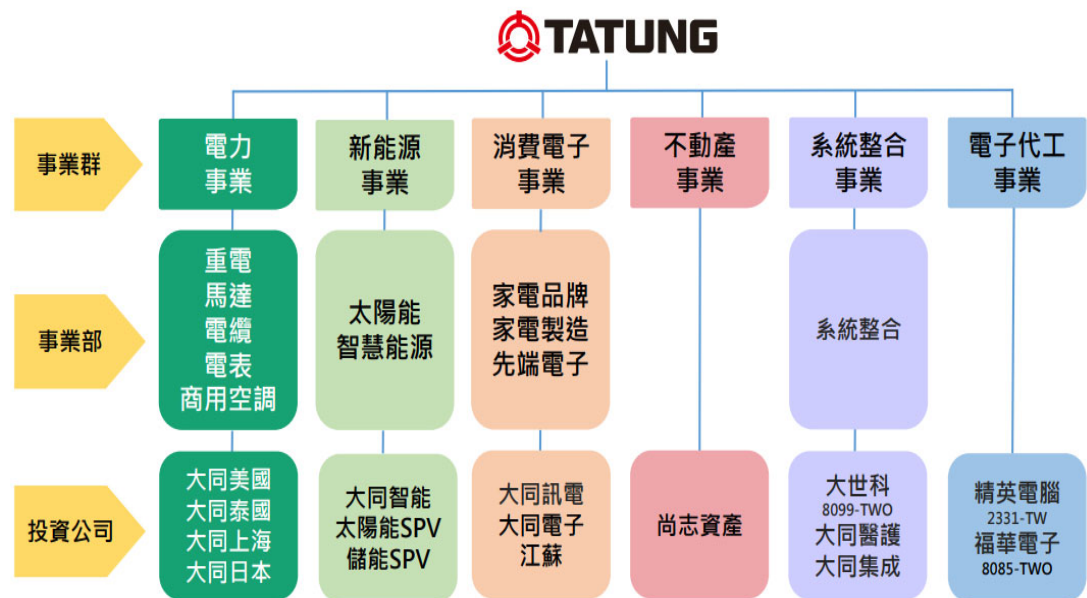 TATUNG
事業群
電力
事業
新能源
事業
消費電子
事業
不動產
事業
系統整合
事業
電子代工
事業
事業部
重電
馬達
電纜
電表
商用空調
太陽能
智慧能源
家電品牌
家電製造
先端電子
系統整合
投資公司
大同美國
大同泰國
大同上海
大同日本
大同智能
太陽能SPV
儲能SPV
大同訊電
大同電子
江蘇
尚志資產
大世科
8099-TWO
大同醫護
大同集成
精英電腦
2331-TW
福華電子
8085-TWO